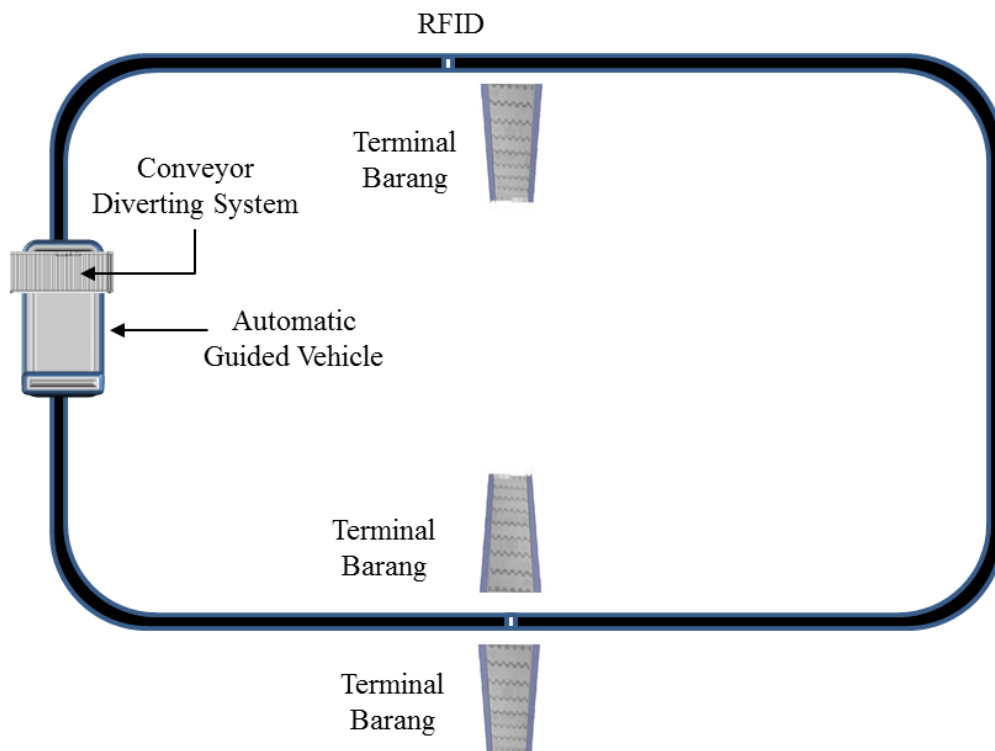 RFID
Terminal
Barang
Conveyor
Diverting System
Automatic
Guided Vehicle
Terminal
Barang
Terminal
Barang